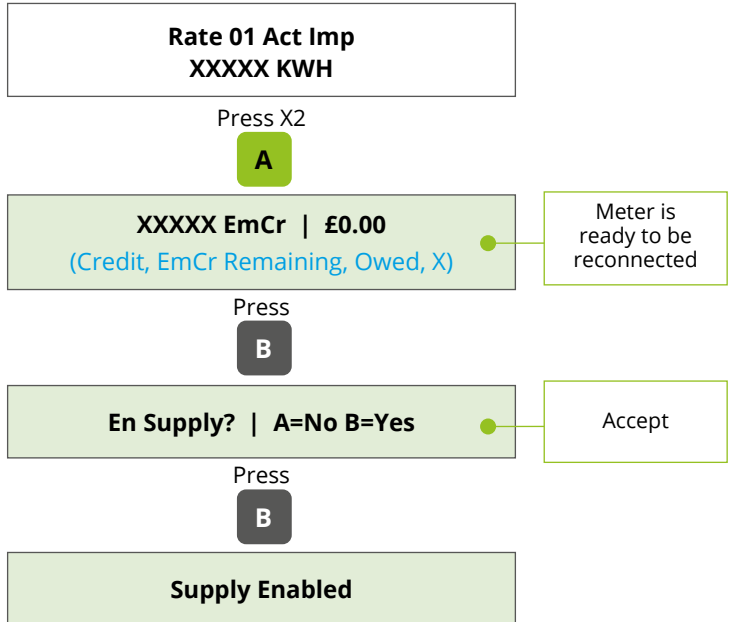 Rate 01 Act Imp
XXXXX KWH
Press X2
A
XXXXX EmCr | £0.00
(Credit, EmCr Remaining, Owed, X)
Meter is
ready to be
reconnected
Press
B
En Supply? | A=No B=Yes
Accept
Press
B
Supply Enabled